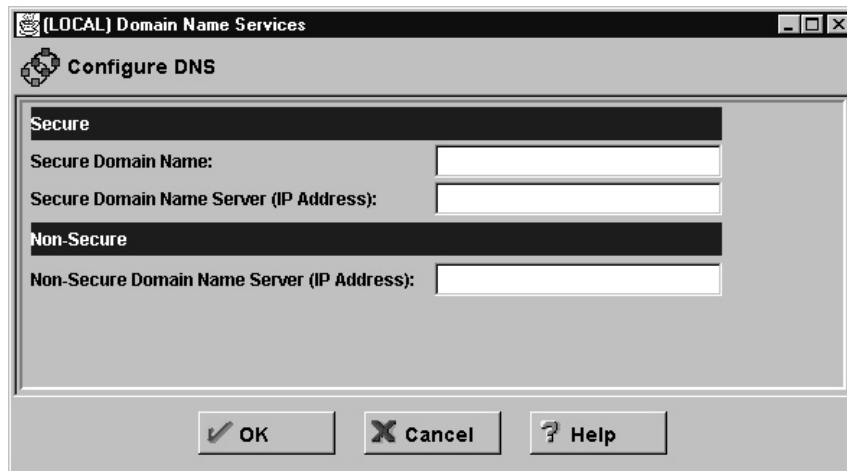 (LOCAL) Domain Name Services
Configure DNS
Secure
Secure Domain Name:
Secure Domain Name Server (IP Address):
Non-Secure
Non-Secure Domain Name Server (IP Address):
OK Cancel Help